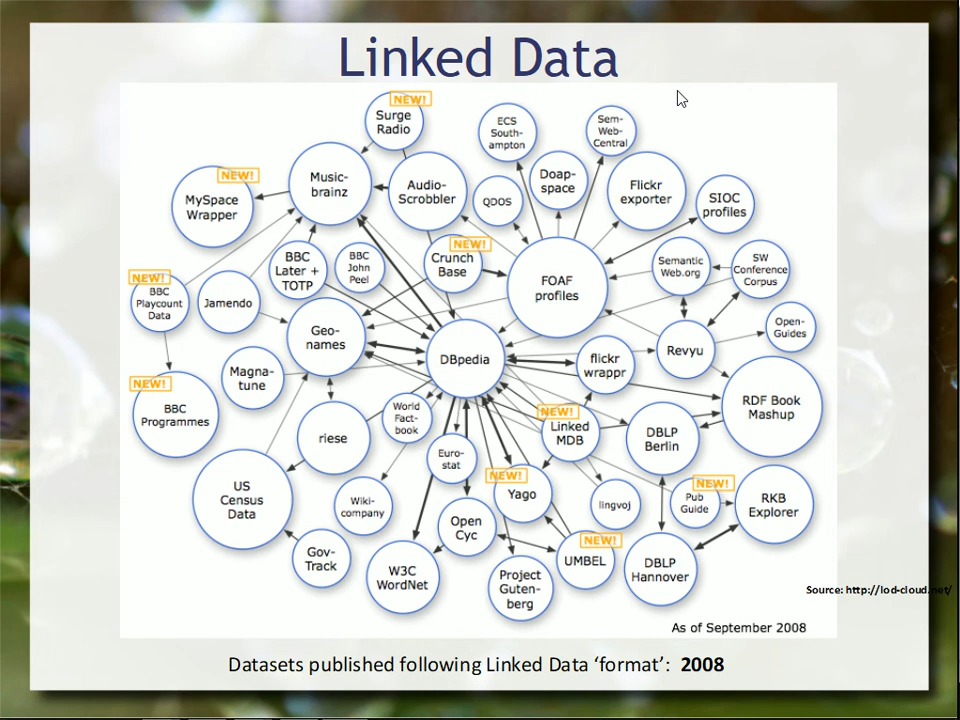 Linked Data
NEW!
Surge
Radio
ECS
South-
ampton
Sem-
Web-
Central
Music-
brainz
Audio-
Scrobbler
QDOS
Doap-
space
Flickr
exporter
SIOC
profiles
NEW!
MySpace
Wrapper
BBC
Later +
TOTP
BBC
John
Peel
NEW!
Crunch
Base
FOAF
profiles
Semantic
Web.org
SW
Conference
Corpus
NEW!
BBC
Playcount
Data
Jamendo
Geo-
names
DBpedia
flickr
wrappr
Revyu
Open-
Guides
Magna-
tune
NEW!
BBC
Programmes
riese
World
Fact-
book
NEW!
Linked
MDB
DBLP
Berlin
RDF Book
Mashup
US
Census
Data
Wiki-
company
Euro-
stat
NEW!
Yago
lingvoj
NEW!
Pub
Guide
RKB
Explorer
Gov-
Track
Open
Cyc
W3C
WordNet
Project
Guten-
berg
NEW!
UMBEL
DBLP
Hannover
Source: http://lod-cloud.net/
As of September 2008
Datasets published following Linked Data ‘format’: 2008